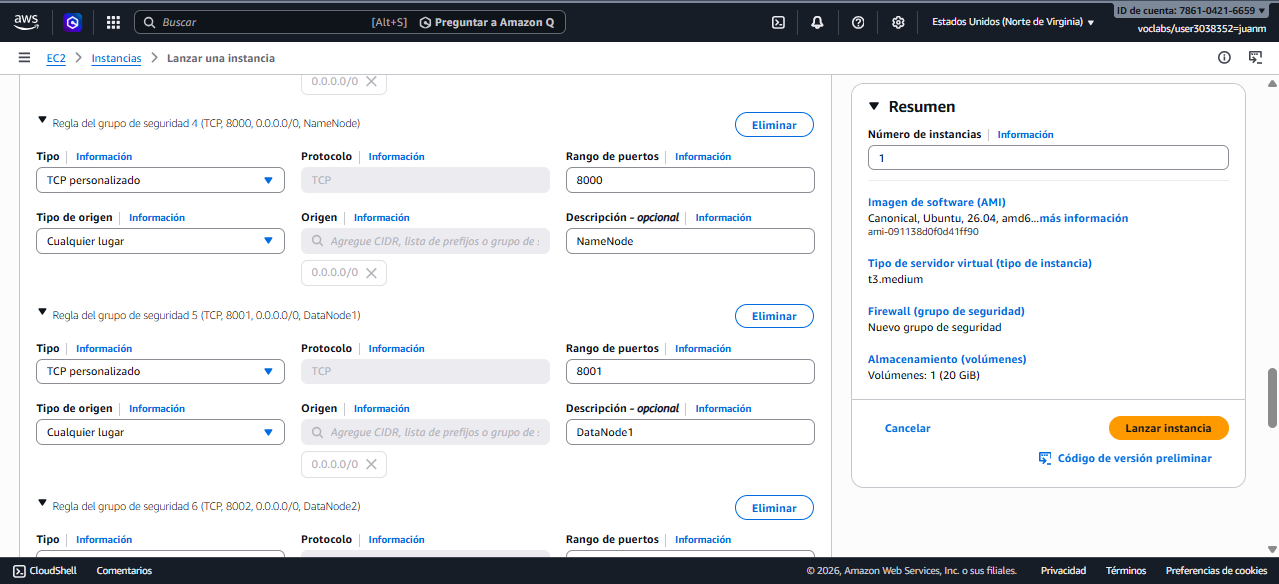 aws
Buscar [Alt+S] Preguntar a Amazon Q
Estados Unidos (Norte de Virginia)
ID de cuenta: 7861-0421-6659
voclabs/user3038352=juanm
EC2 > Instancias > Lanzar una instancia
0.0.0.0/0
Regla del grupo de seguridad 4 (TCP, 8000, 0.0.0.0/0, NameNode)
Eliminar
Tipo Información Protocolo Información Rango de puertos Información
TCP personalizado TCP 8000
Tipo de origen Información Origen Información Descripción - opcional Información
Cualquier lugar Agregue CIDR, lista de prefijos o grupo de s NameNode
0.0.0.0/0
Regla del grupo de seguridad 5 (TCP, 8001, 0.0.0.0/0, DataNode1)
Eliminar
Tipo Información Protocolo Información Rango de puertos Información
TCP personalizado TCP 8001
Tipo de origen Información Origen Información Descripción - opcional Información
Cualquier lugar Agregue CIDR, lista de prefijos o grupo de s DataNode1
0.0.0.0/0
Regla del grupo de seguridad 6 (TCP, 8002, 0.0.0.0/0, DataNode2)
Eliminar
Tipo Información Protocolo Información Rango de puertos Información
Resumen
Número de instancias Información
1
Imagen de software (AMI)
Canonical, Ubuntu, 26.04, amd6...más información
ami-091138d0f0d41ff90
Tipo de servidor virtual (tipo de instancia)
t3.medium
Firewall (grupo de seguridad)
Nuevo grupo de seguridad
Almacenamiento (volúmenes)
Volúmenes: 1 (20 GiB)
Cancelar
Lanzar instancia
Código de versión preliminar
CloudShell Comentarios
© 2026, Amazon Web Services, Inc. o sus filiales. Privacidad Términos Preferencias de cookies